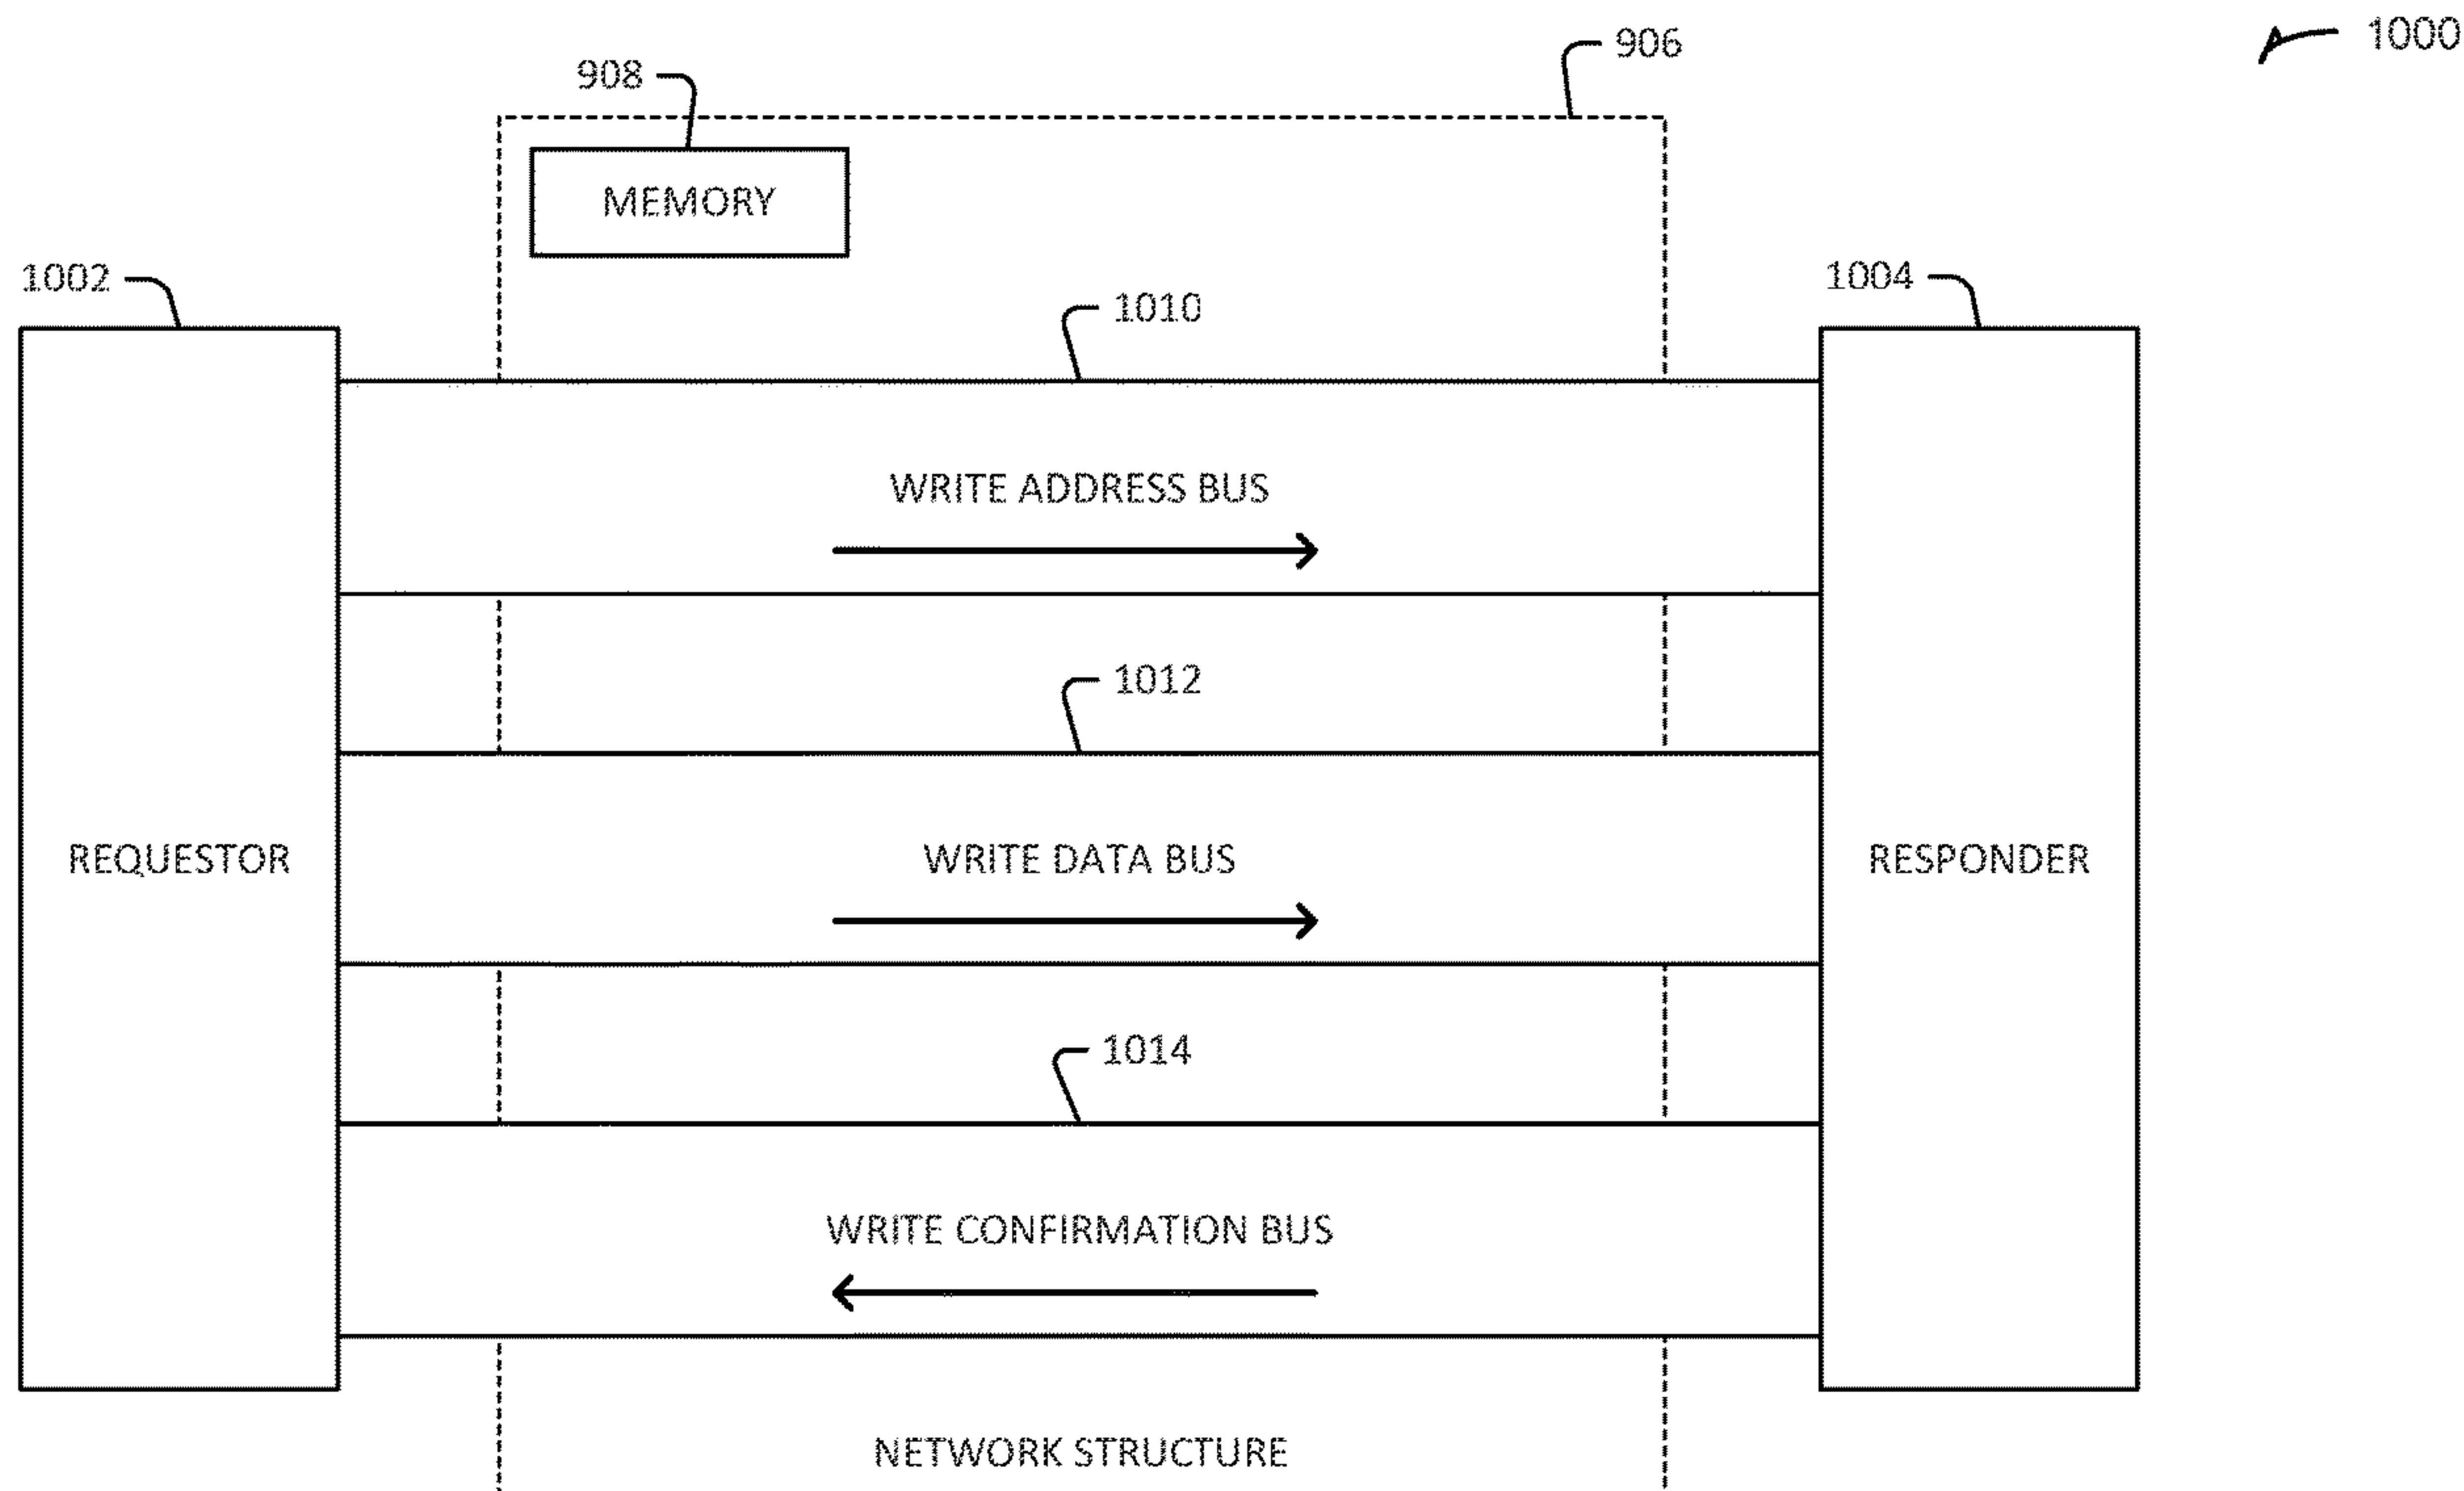 1000
906
908
MEMORY
1002
1004
1010
WRITE ADDRESS BUS
1012
REQUESTOR
WRITE DATA BUS
RESPONDER
1014
WRITE CONFIRMATION BUS
NETWORK STRUCTURE